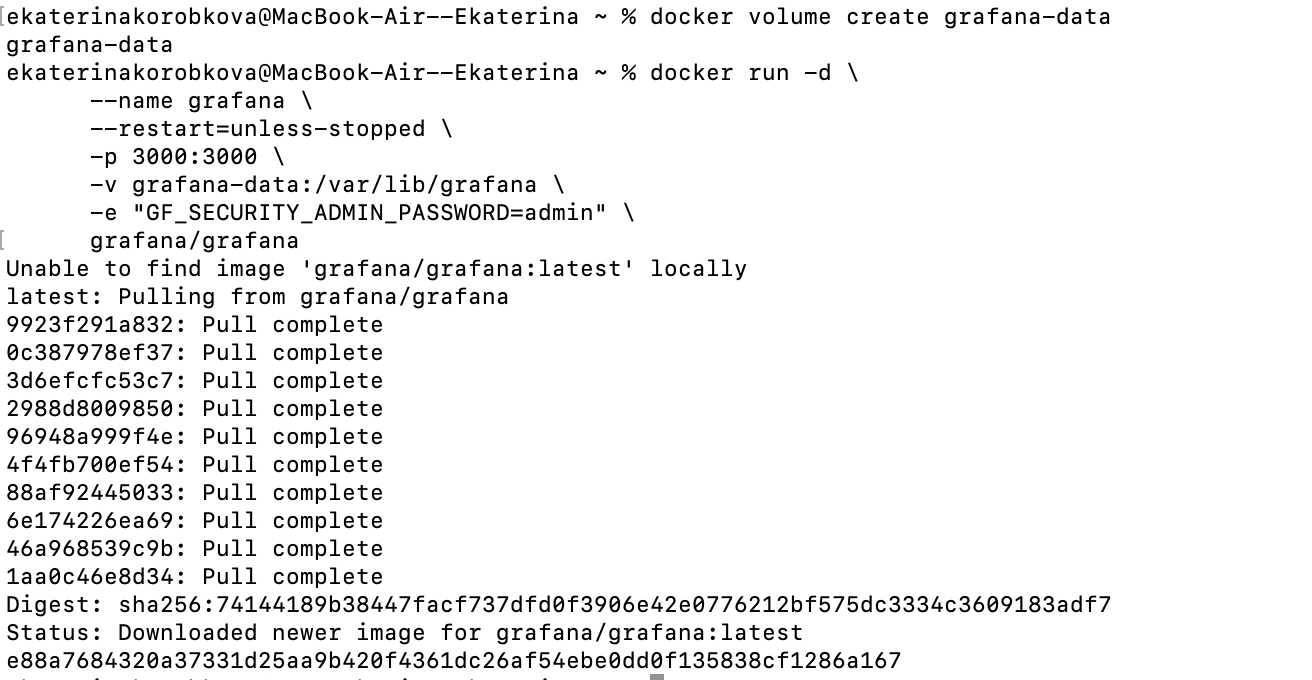 ekaterinakorobkova@MacBook-Air--Ekaterina ~ % docker volume create grafana-data
grafana-data
ekaterinakorobkova@MacBook-Air--Ekaterina ~ % docker run -d \
--name grafana \
--restart=unless-stopped \
-p 3000:3000 \
-v grafana-data:/var/lib/grafana \
-e "GF_SECURITY_ADMIN_PASSWORD=admin" \
grafana/grafana
Unable to find image 'grafana/grafana:latest' locally
latest: Pulling from grafana/grafana
9923f291a832: Pull complete
0c387978ef37: Pull complete
3d6efcfc53c7: Pull complete
2988d8009850: Pull complete
96948a999f4e: Pull complete
4f4fb700ef54: Pull complete
88af92445033: Pull complete
6e174226ea69: Pull complete
46a968539c9b: Pull complete
1aa0c46e8d34: Pull complete
Digest: sha256:74144189b38447facf737dfd0f3906e42e0776212bf575dc3334c3609183adf7
Status: Downloaded newer image for grafana/grafana:latest
e88a7684320a37331d25aa9b420f4361dc26af54ebe0dd0f135838cf1286a167